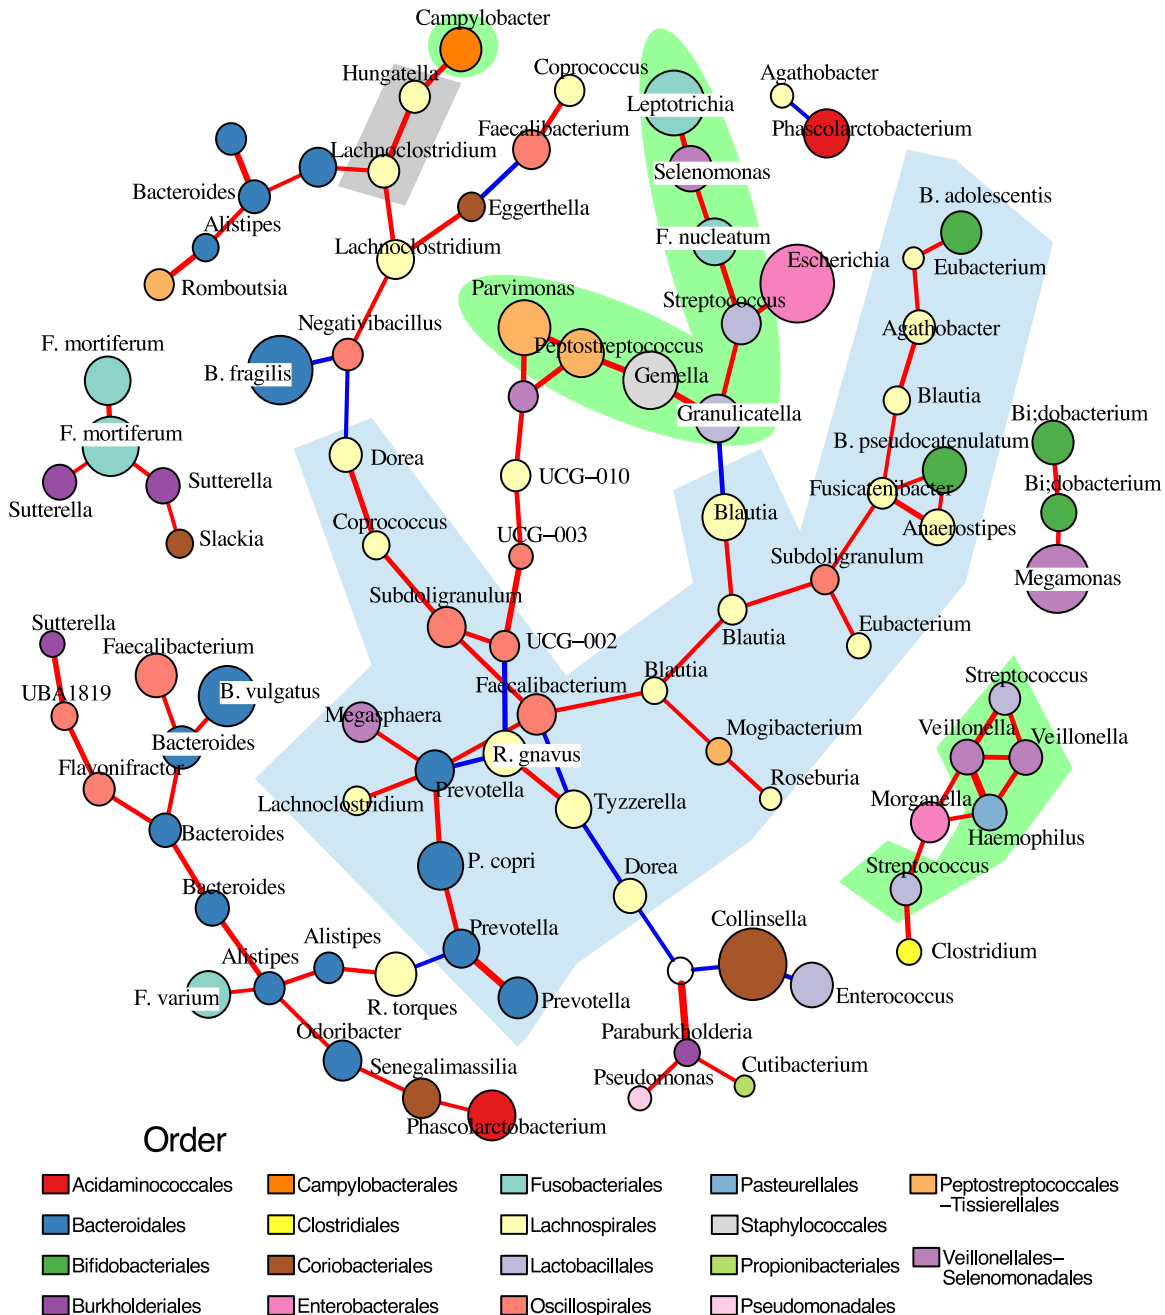 Campylobacter
Hungatella
Coprococcus
Agathobacter
Leptotrichia
Faecalibacterium
Phascolarctobacterium
Lachnoclostridium
Selenomonas
Bacteroides
B. adolescentis
Eggerthella
Alistipes
F. nucleatum
Lachnoclostridium
Escherichia
Eubacterium
Romboutsia
Parvimonas
Streptococcus
Negativibacillus
Agathobacter
F. mortiferum
Peptostreptococcus
B. fragilis
Gemella
Blautia
Granulicatella
Bi;dobacterium
F. mortiferum
B. pseudocatenulatum
Dorea
UCG−010
Sutterella
Bi;dobacterium
Fusicatenibacter
Sutterella
Blautia
Coprococcus
Anaerostipes
Slackia
UCG−003
Subdoligranulum
Megamonas
Subdoligranulum
Sutterella
Eubacterium
UCG−002
Blautia
Faecalibacterium
Blautia
UBA1819
B. vulgatus
Faecalibacterium
Streptococcus
Megasphaera
Mogibacterium
Veillonella
Veillonella
Bacteroides
R. gnavus
Flavonifractor
Roseburia
Prevotella
Lachnoclostridium
Tyzzerella
Morganella
Bacteroides
Haemophilus
P. copri
Dorea
Streptococcus
Bacteroides
Collinsella
Prevotella
Alistipes
Clostridium
Alistipes
F. varium
Enterococcus
R. torques
Prevotella
Odoribacter
Paraburkholderia
Senegalimassilia
Cutibacterium
Pseudomonas
Phascolarctobacterium
Order
Acidaminococcales
Bacteroidales
Bifidobacteriales
Burkholderiales
Campylobacterales
Clostridiales
Coriobacteriales
Enterobacterales
Fusobacteriales
Lachnospirales
Lactobacillales
Oscillospirales
Pasteurellales
Staphylococcales
Propionibacteriales
Pseudomonadales
Peptostreptococcales
−Tissierellales
Veillonellales−
Selenomonadales